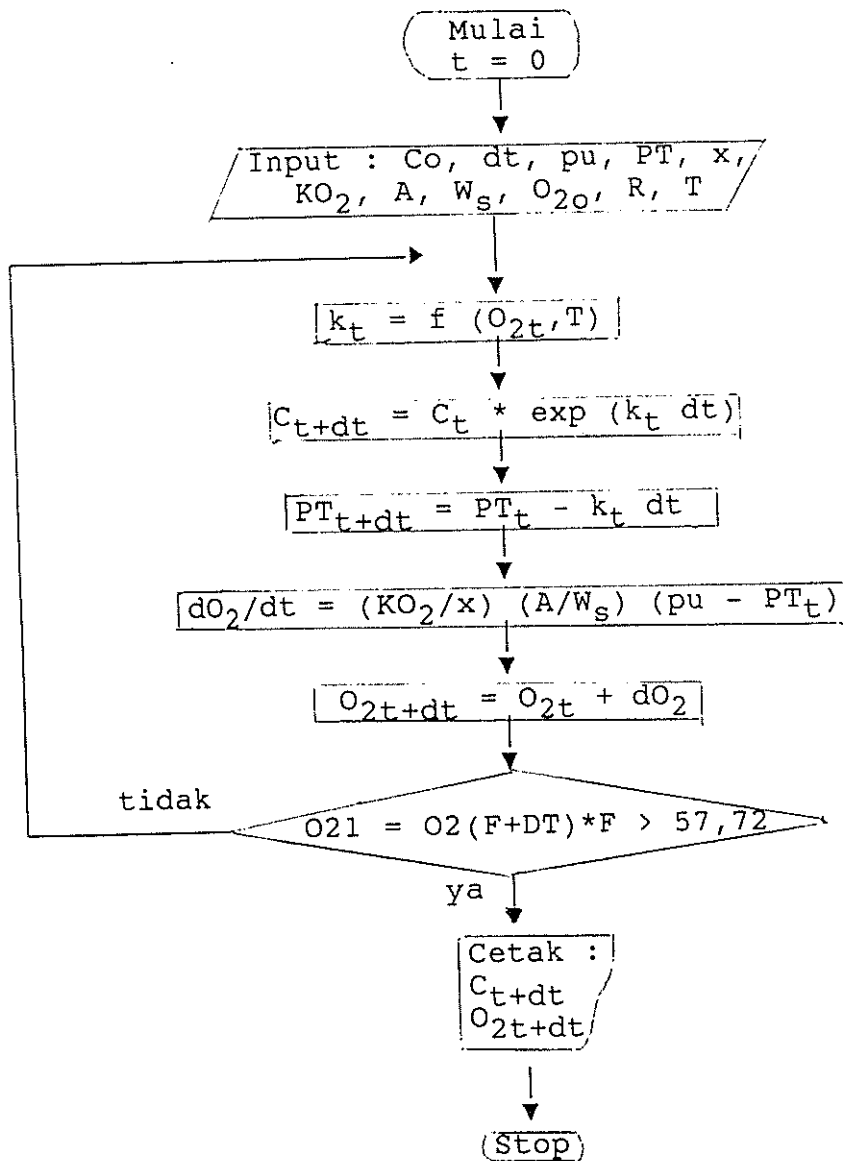 Mulai
t = 0
Input : Co, dt, pu, PT, x,
KO₂, A, Wₛ, O₂ₒ, R, T
kₜ = f (O₂ₜ,T)
Cₜ₊dₜ = Cₜ * exp (kₜ dt)
PTₜ₊dₜ = PTₜ - kₜ dt
dO₂/dt = (KO₂/x) (A/Wₛ) (pu - PTₜ)
O₂ₜ₊dₜ = O₂ₜ + dO₂
tidak
O21 = O2(F+DT)*F > 57,72
ya
Cetak :
Cₜ₊dₜ
O₂ₜ₊dₜ
Stop